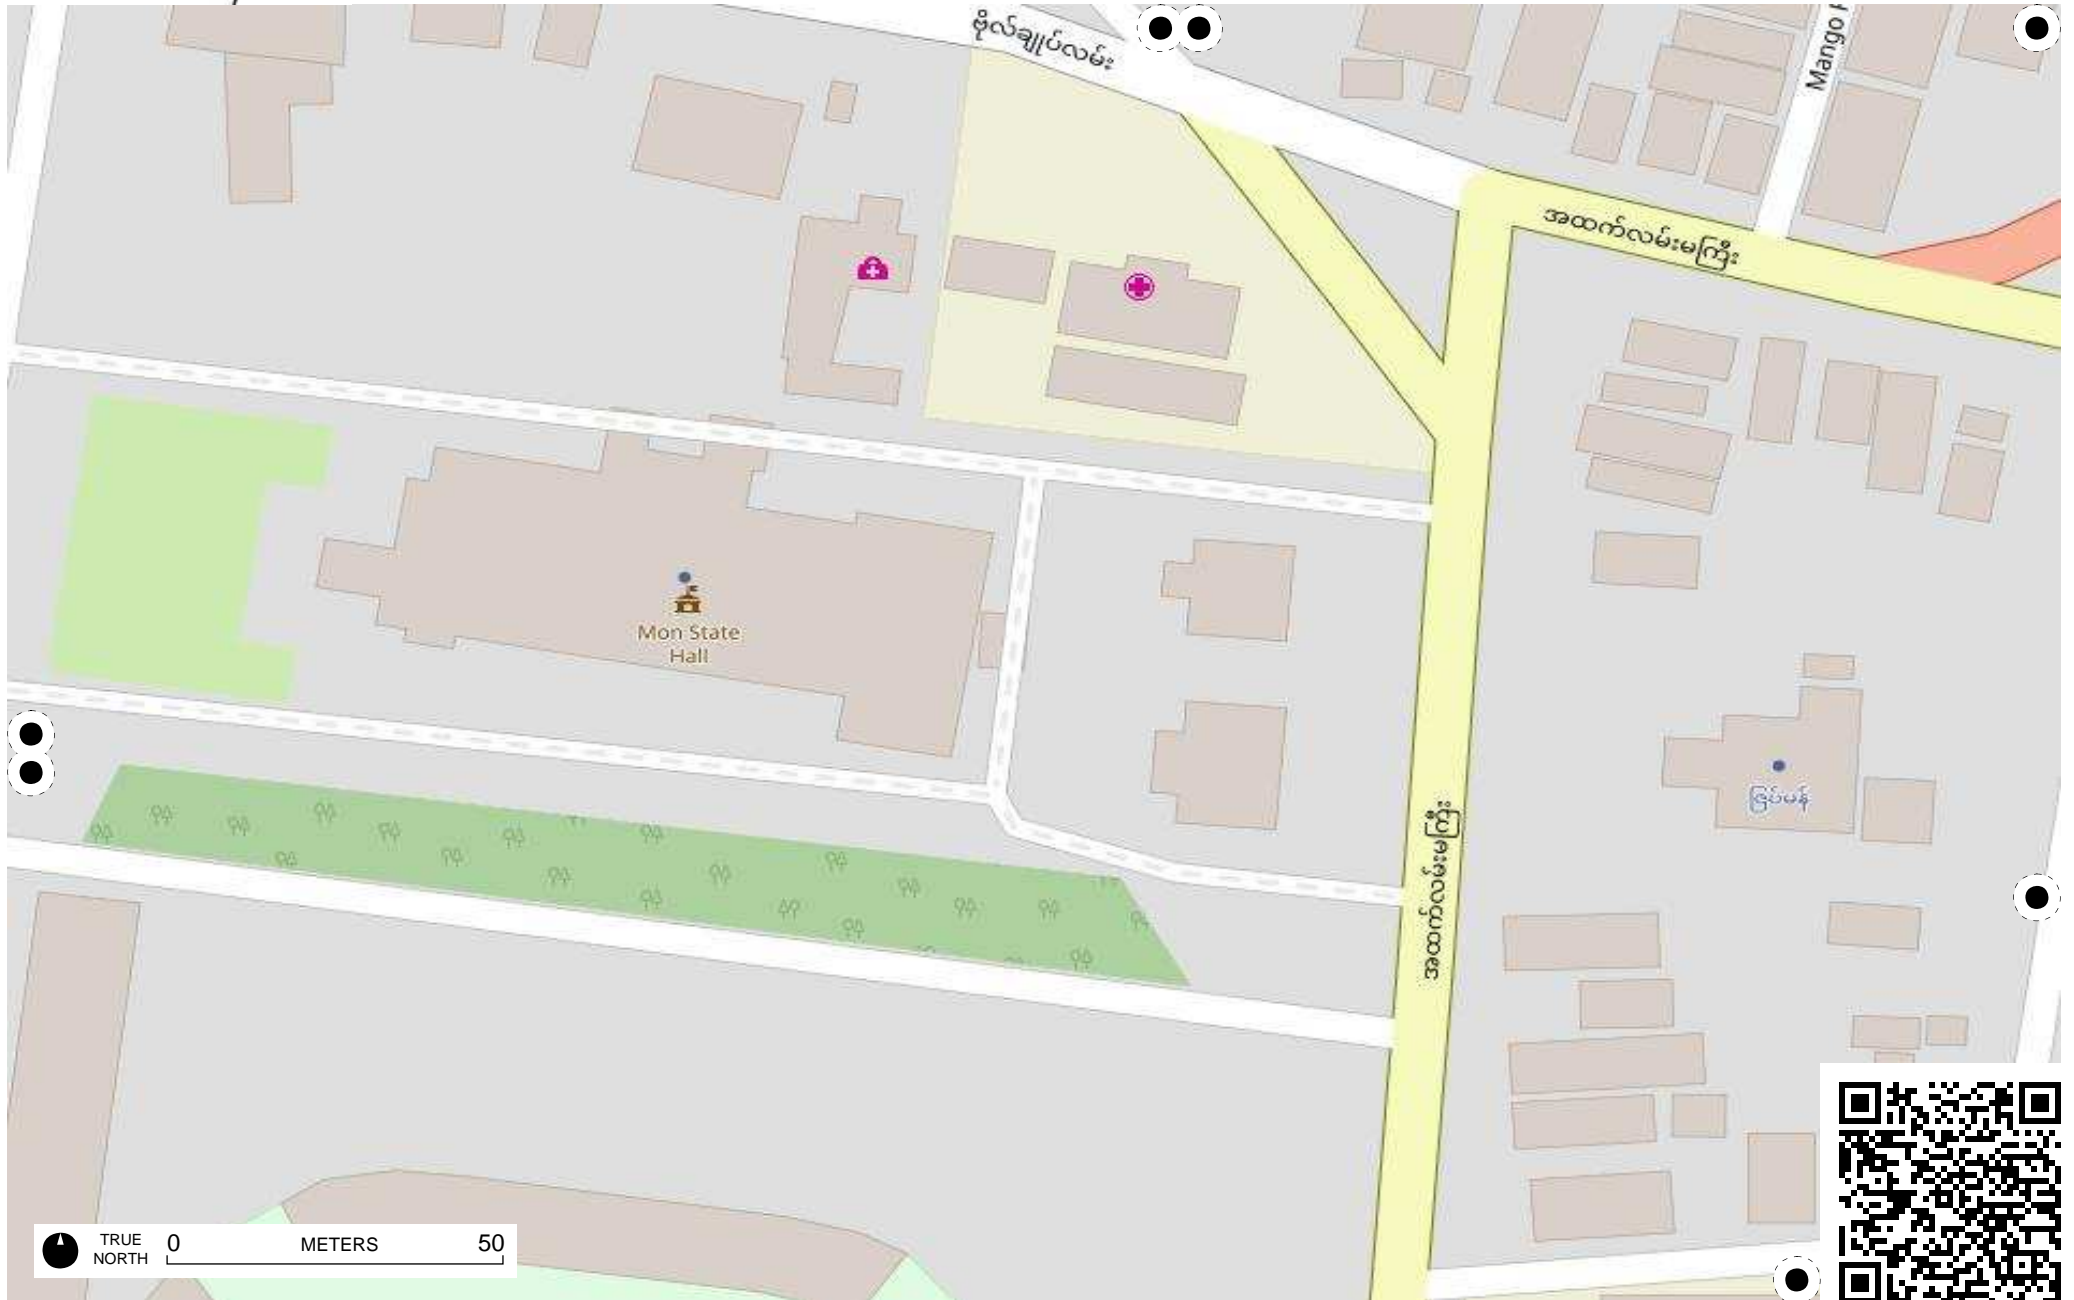 ဗိုလ်ချုပ်လမ်း
Mango
အထက်လမ်းမကြီး
Mon State
Hall
ဇြပ်မန်
အထက်လမ်းမကြီး
TRUE
NORTH
0 METERS 50